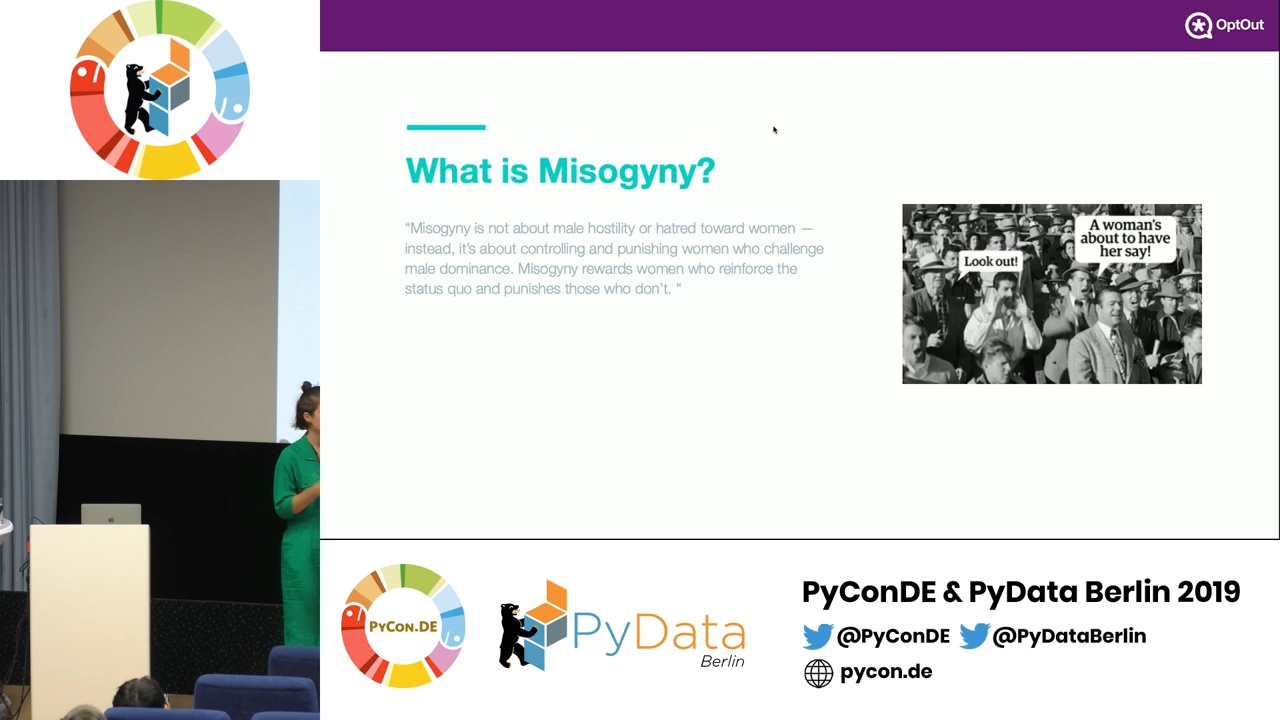 OptOut
What is Misogyny?
“Misogyny is not about male hostility or hatred toward women —
instead, it’s about controlling and punishing women who challenge
male dominance. Misogyny rewards women who reinforce the
status quo and punishes those who don’t. “
Look out!
A woman's
about to have
her say!
PyCon.DE
PyData
Berlin
PyConDE & PyData Berlin 2019
@PyConDE @PyDataBerlin
pycon.de